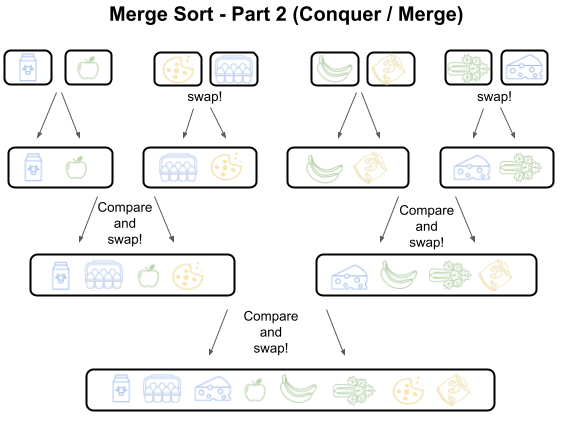 Merge Sort - Part 2 (Conquer / Merge)
swap!
swap!
Compare
and
swap!
Compare
and
swap!
Compare
and
swap!